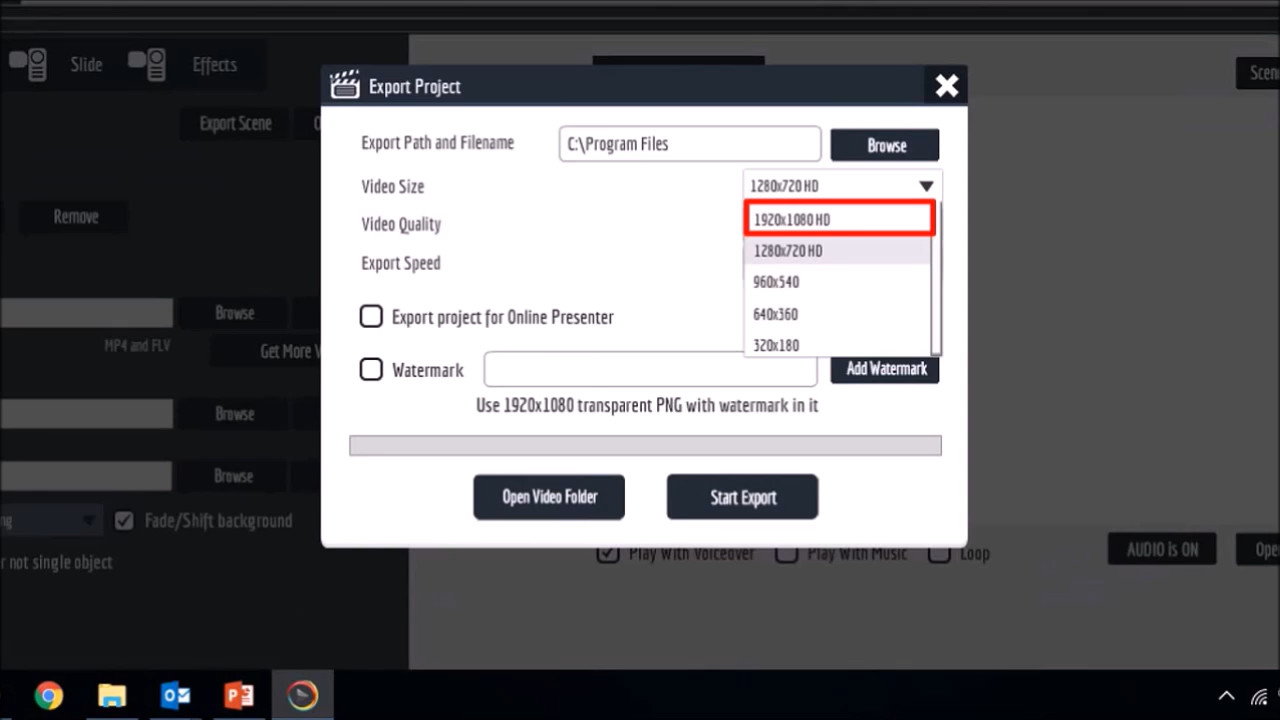 Slide
Effects
Export Project
Export Scene
Export Path and Filename
C:\Program Files
Browse
Video Size
1280x720 HD
1920x1080 HD
Remove
Video Quality
1280x720 HD
Export Speed
960x540
Export project for Online Presenter
640x360
Browse
MP4 and FLV
320x180
Get More
Watermark
Add Watermark
Use 1920x1080 transparent PNG with watermark in it
Browse
Browse
Open Video Folder
Start Export
Fade/Shift background
r not single object
Play With Voiceover
Play With Music
Loop
AUDIO is ON